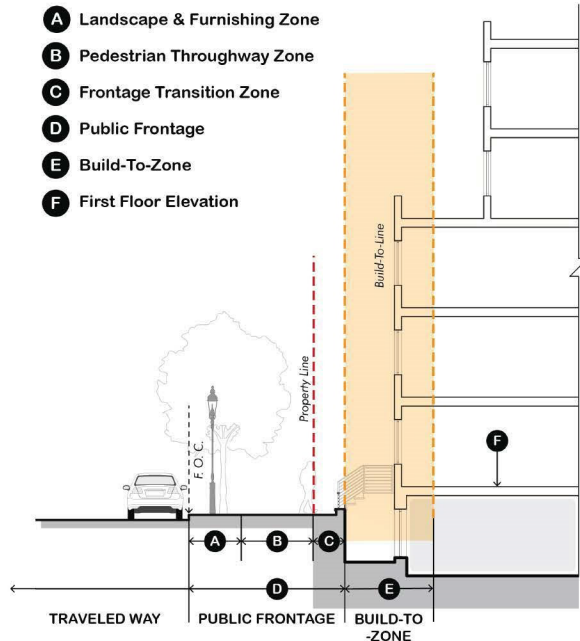 A Landscape & Furnishing Zone
B Pedestrian Throughway Zone
C Frontage Transition Zone
D Public Frontage
E Build-To-Zone
F First Floor Elevation
Build-To-Line
Property Line
F. O. C.
F
A B C
D E
TRAVELED WAY PUBLIC FRONTAGE BUILD-TO
-ZONE